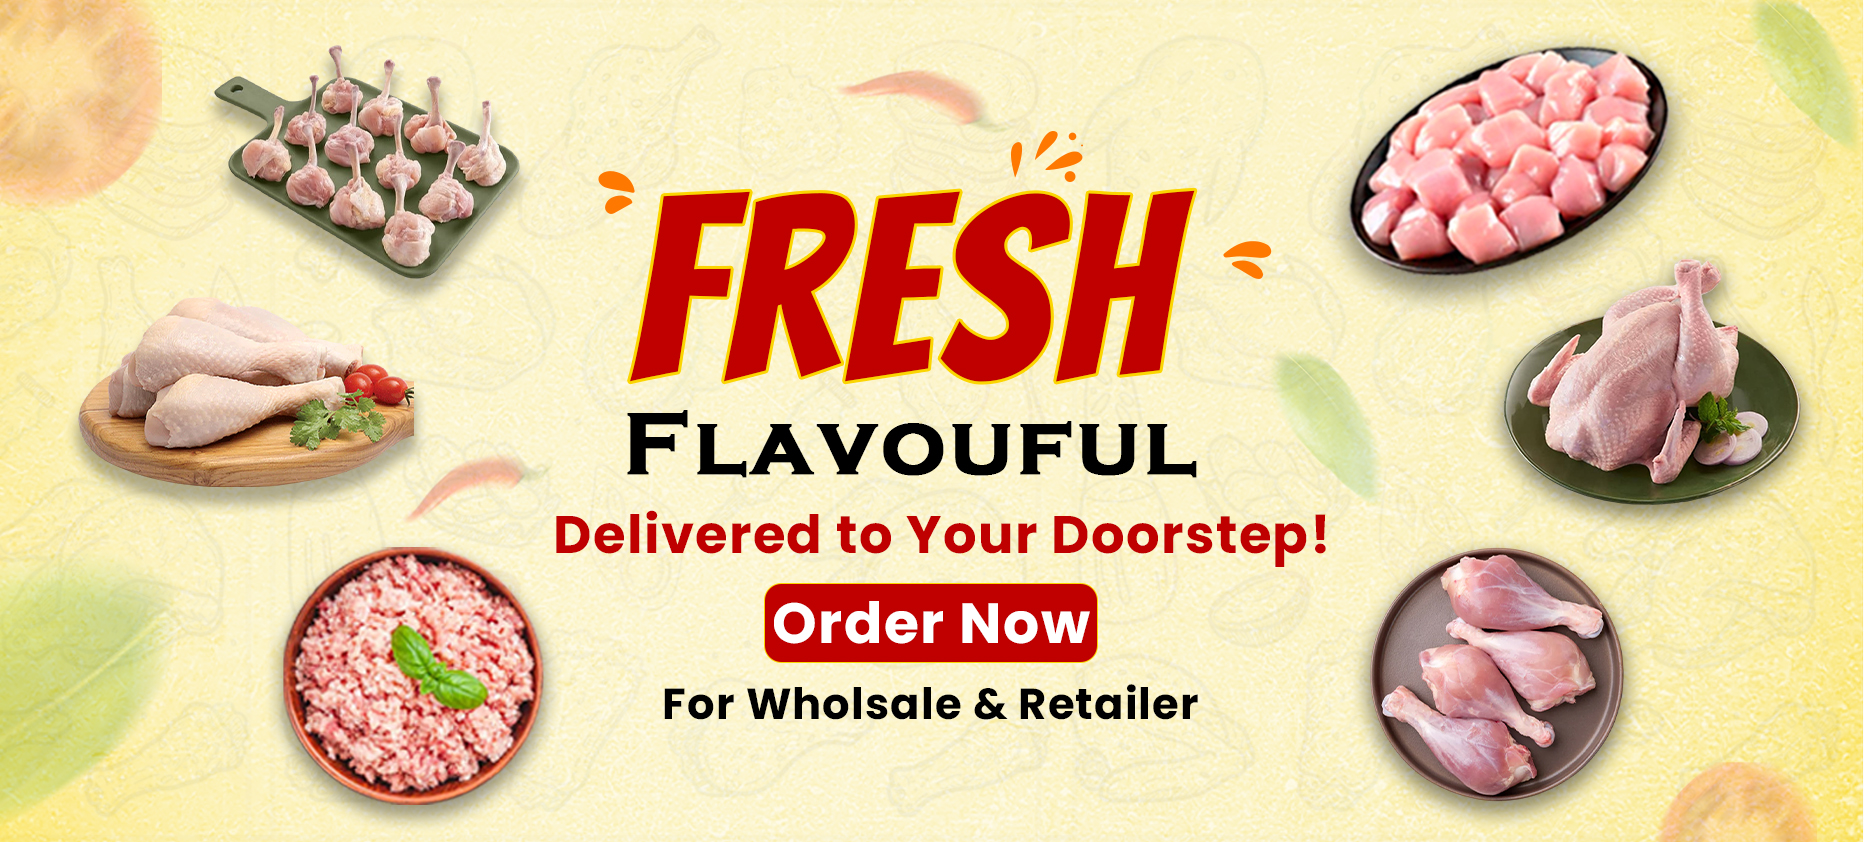 FRESH
FLAVOUFUL
Delivered to Your Doorstep!
Order Now
For Wholsale & Retailer